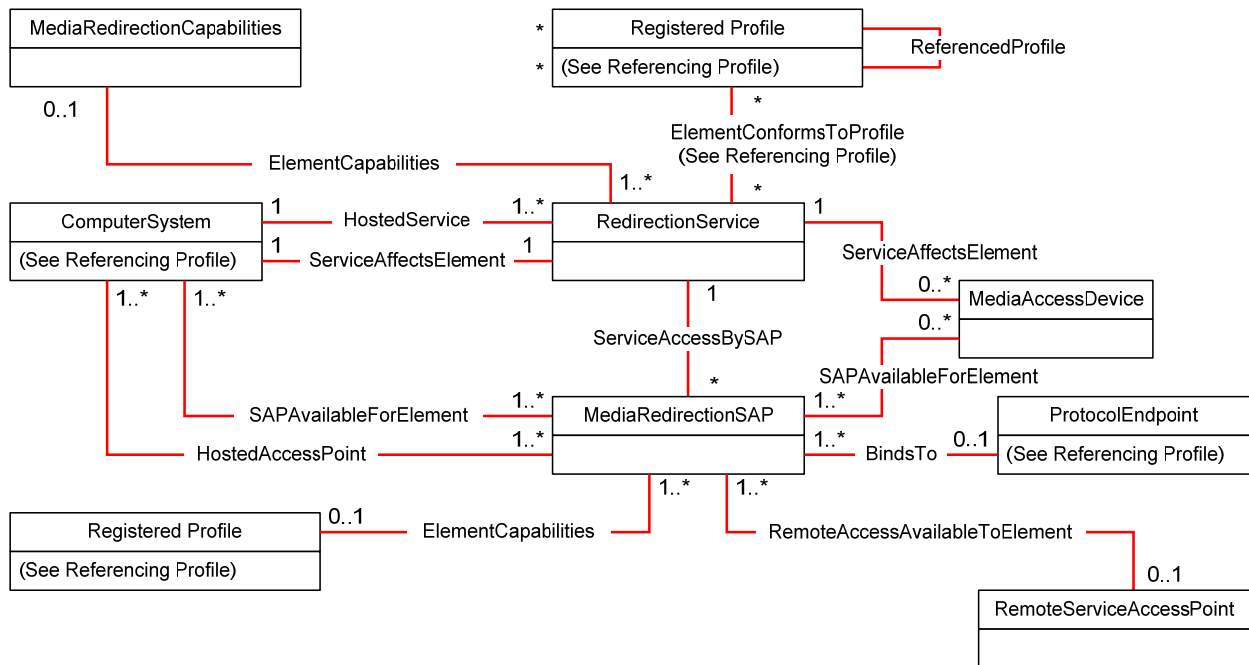 MediaRedirectionCapabilities
0..1
Registered Profile
(See Referencing Profile)
*
*
ReferencedProfile
*
ElementConformsToProfile
(See Referencing Profile)
*
ElementCapabilities
1..*
ComputerSystem
(See Referencing Profile)
1
HostedService
1..*
1
ServiceAffectsElement
1
RedirectionService
1
ServiceAffectsElement
0..*
MediaAccessDevice
0..*
SAPAvailableForElement
1..*
1..*
1..*
1
ServiceAccessBySAP
*
SAPAvailableForElement
1..*
HostedAccessPoint
1..*
MediaRedirectionSAP
1..*
BindsTo
0..1
ProtocolEndpoint
(See Referencing Profile)
Registered Profile
(See Referencing Profile)
0..1
ElementCapabilities
1..*
1..*
RemoteAccessAvailableToElement
0..1
RemoteServiceAccessPoint